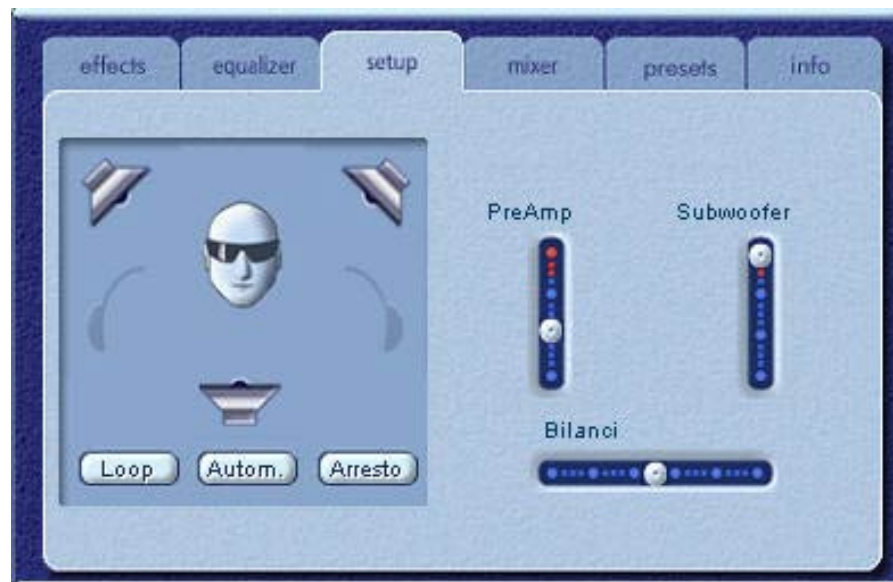 effects equalizer setup mixer presets info
PreAmp Subwoofer
Bilanci
Loop Autom. Arresto